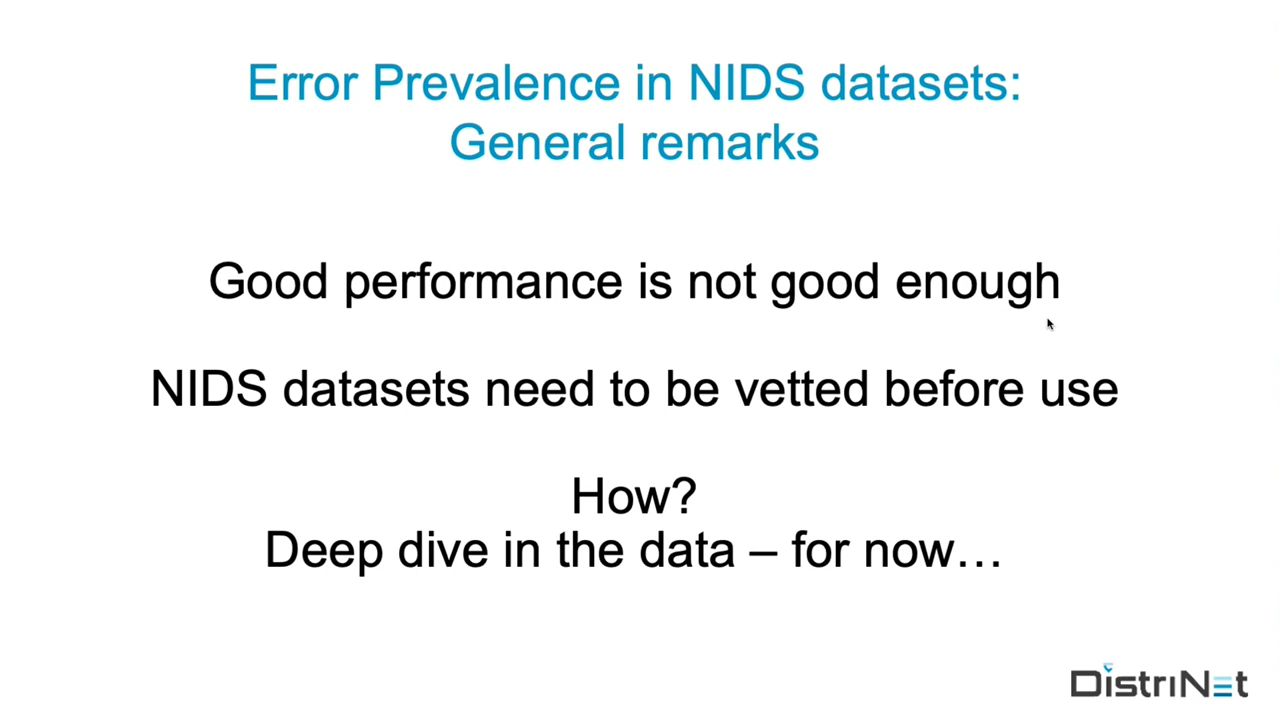 Error Prevalence in NIDS datasets:
General remarks
Good performance is not good enough
NIDS datasets need to be vetted before use
How?
Deep dive in the data – for now…
DistriNet